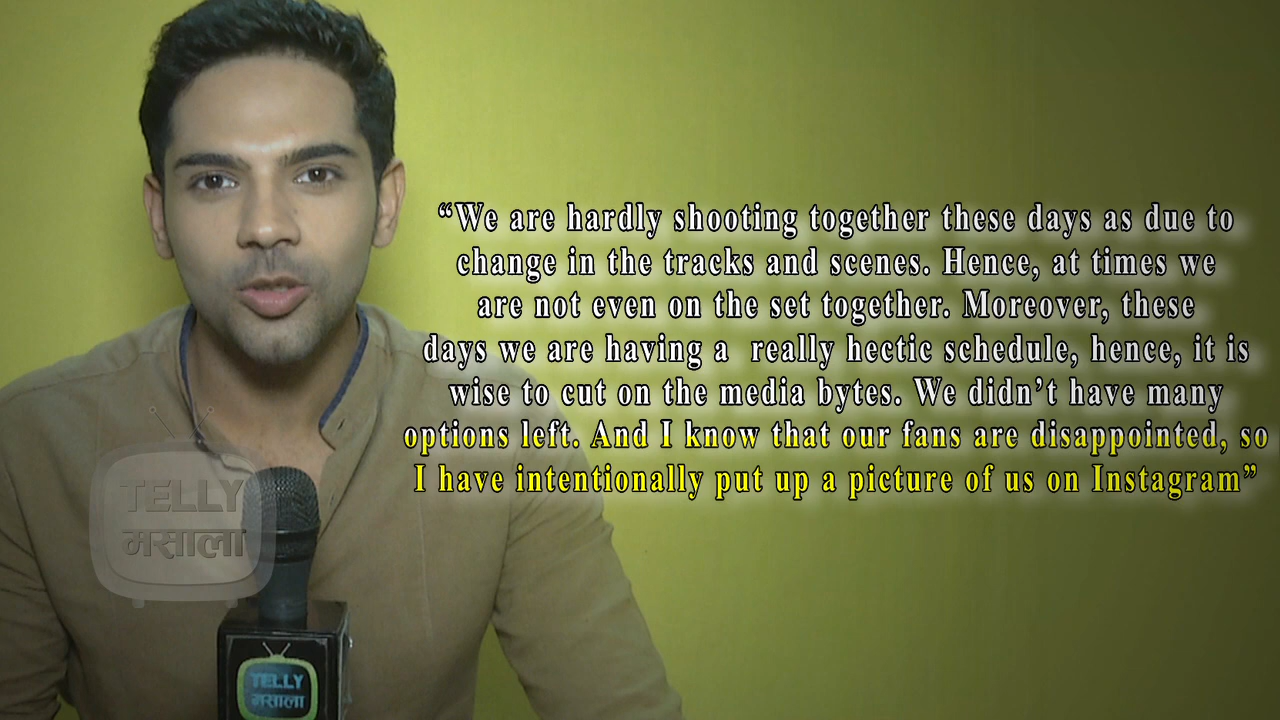 “We are hardly shooting together these days as due to
change in the tracks and scenes. Hence, at times we
are not even on the set together. Moreover, these
days we are having a  really hectic schedule, hence, it is
wise to cut on the media bytes. We didn’t have many
options left. And I know that our fans are disappointed, so
I have intentionally put up a picture of us on Instagram”
TELLY
मसाला
TELLY
मसाला